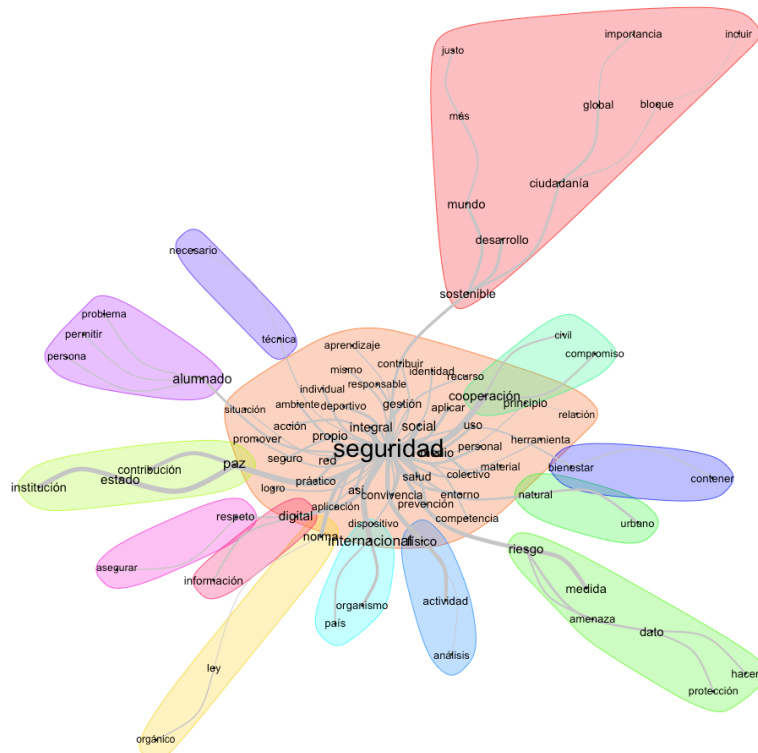 importancia
incluir
justo
global
bloque
más
ciudadanía
mundo
desarrollo
necesario
sostenible
problema
civil
permitir
técnica
aprendizaje
compromiso
persona
contribuir
mismo
identidad
alumnado
recurso
responsable
individual
cooperación
ambiente
deportivo
gestión
principio
situación
aplicar
relación
acción
integral
social
uso
promover
propio
herramienta
seguridad
medio
personal
contribución
paz
seguro
red
material
bienestar
estado
salud
colectivo
contener
institución
práctico
logro
así
convivencia
entorno
natural
prevención
respeto
digital
aplicación
competencia
dispositivo
urbano
norma
internacional
físico
riesgo
asegurar
información
medida
organismo
actividad
país
amenaza
dato
análisis
ley
hacer
protección
orgánico